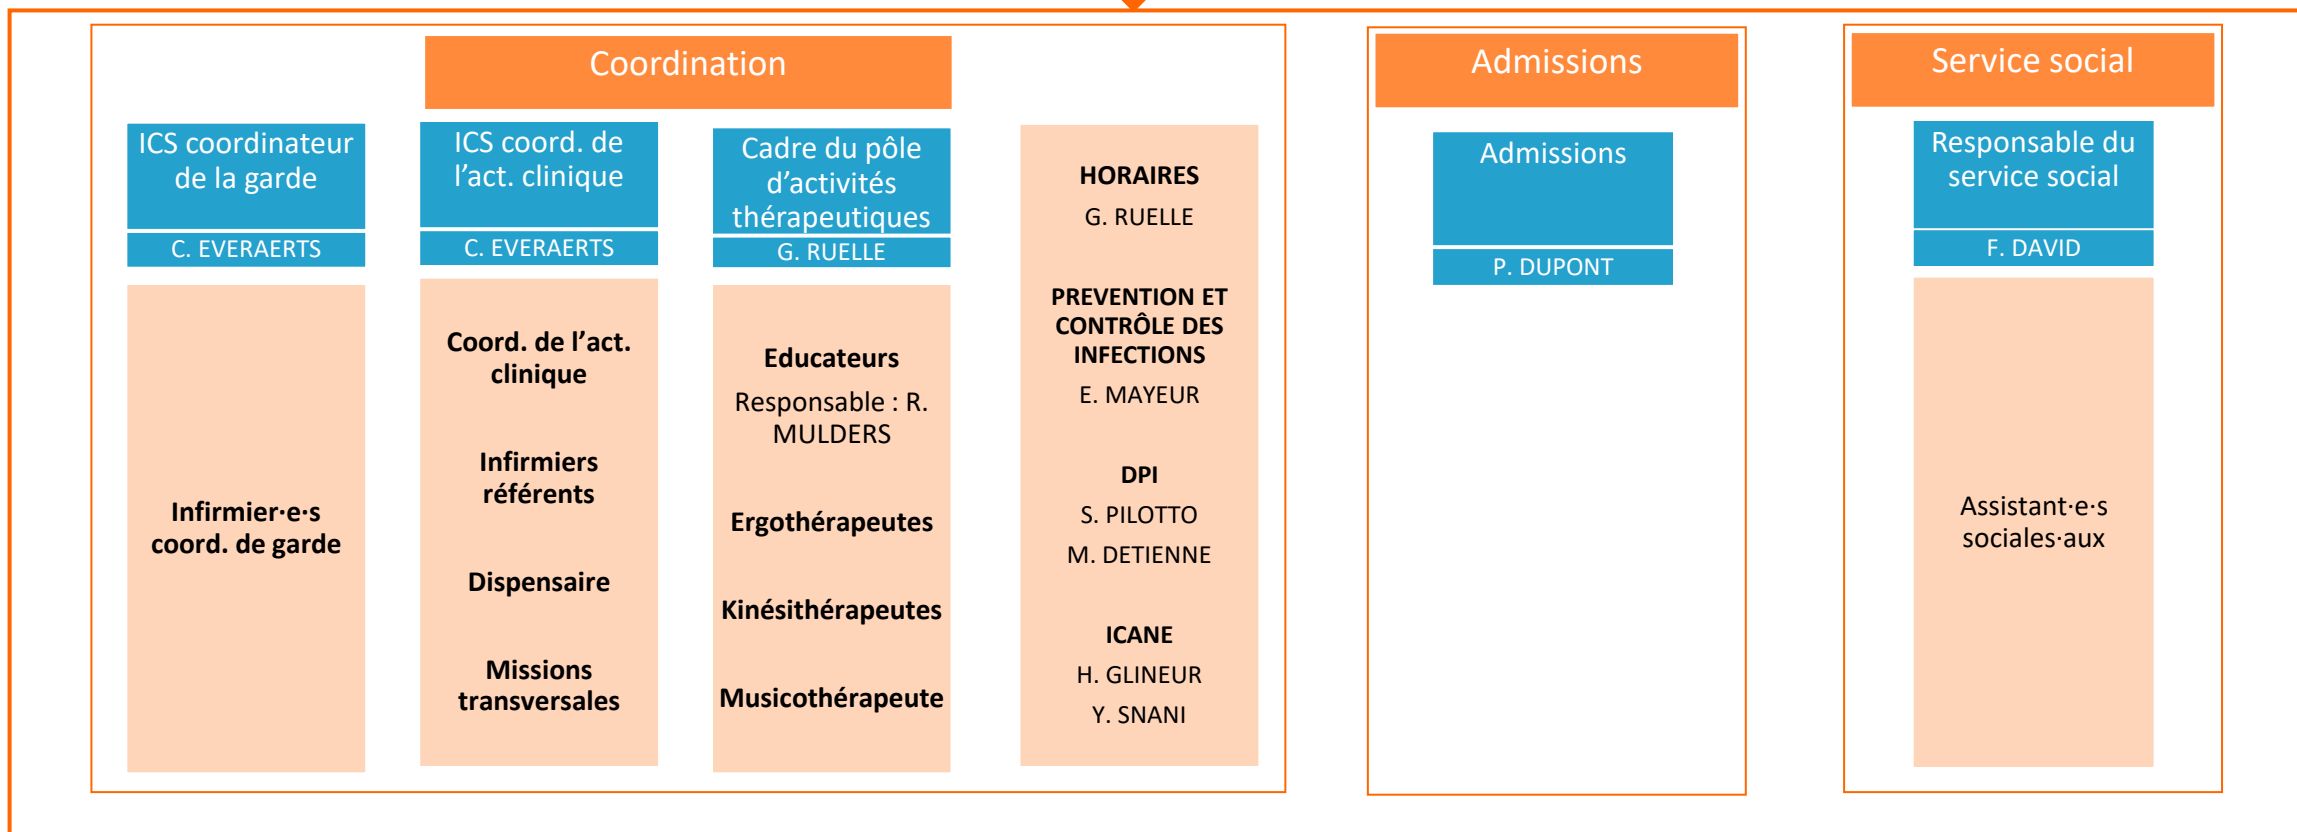 Coordination
ICS coordinateur
de la garde
C. EVERAERTS
Infirmier·e·s
coord. de garde
ICS coord. de
l’act. clinique
C. EVERAERTS
Coord. de l’act.
clinique
Infirmiers
référents
Dispensaire
Missions
transversales
Cadre du pôle
d’activités
thérapeutiques
G. RUELLE
Educateurs
Responsable : R.
MULDERS
Ergothérapeutes
Kinésithérapeutes
Musicothérapeute
HORAIRES
G. RUELLE
PREVENTION ET
CONTRÔLE DES
INFECTIONS
E. MAYEUR
DPI
S. PILOTTO
M. DETIENNE
ICANE
H. GLINEUR
Y. SNANI
Admissions
Admissions
P. DUPONT
Service social
Responsable du
service social
F. DAVID
Assistant·e·s
sociales·aux